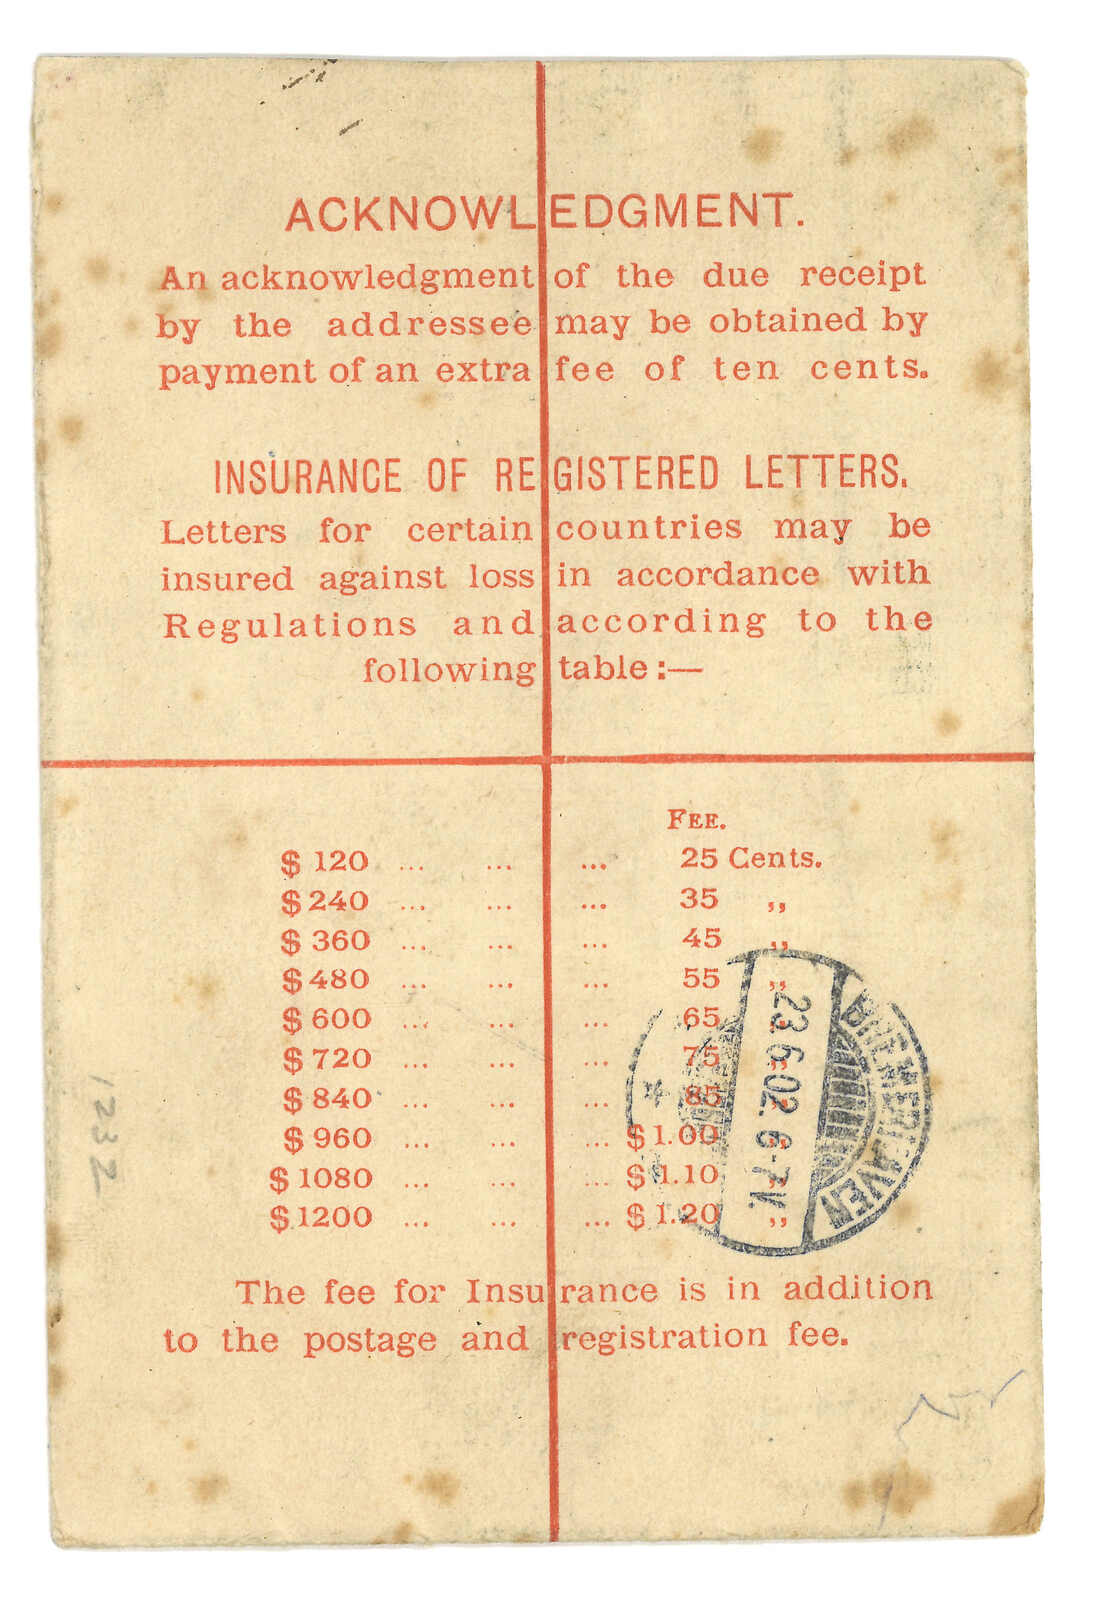 ACKNOWLEDGMENT.
An acknowledgment of the due receipt
by the addressee may be obtained by
payment of an extra fee of ten cents.
INSURANCE OF REGISTERED LETTERS.
Letters for certain countries may be
insured against loss in accordance with
Regulations and according to the
following table :—
FEE.
$ 120 ... ... ... 25 Cents.
$ 240 ... ... ... 35 „
$ 360 ... ... ... 45 „
$ 480 ... ... ... 55 „
$ 600 ... ... ... 65 „
$ 720 ... ... ... 75 „
$ 840 ... ... ... 85 „
$ 960 ... ... ... $ 1.00 „
$ 1080 ... ... ... $ 1.10 „
$ 1200 ... ... ... $ 1.20 „
The fee for Insurance is in addition
to the postage and registration fee.
BREMERHAVEN
23.6.02. 6-7V.
1232